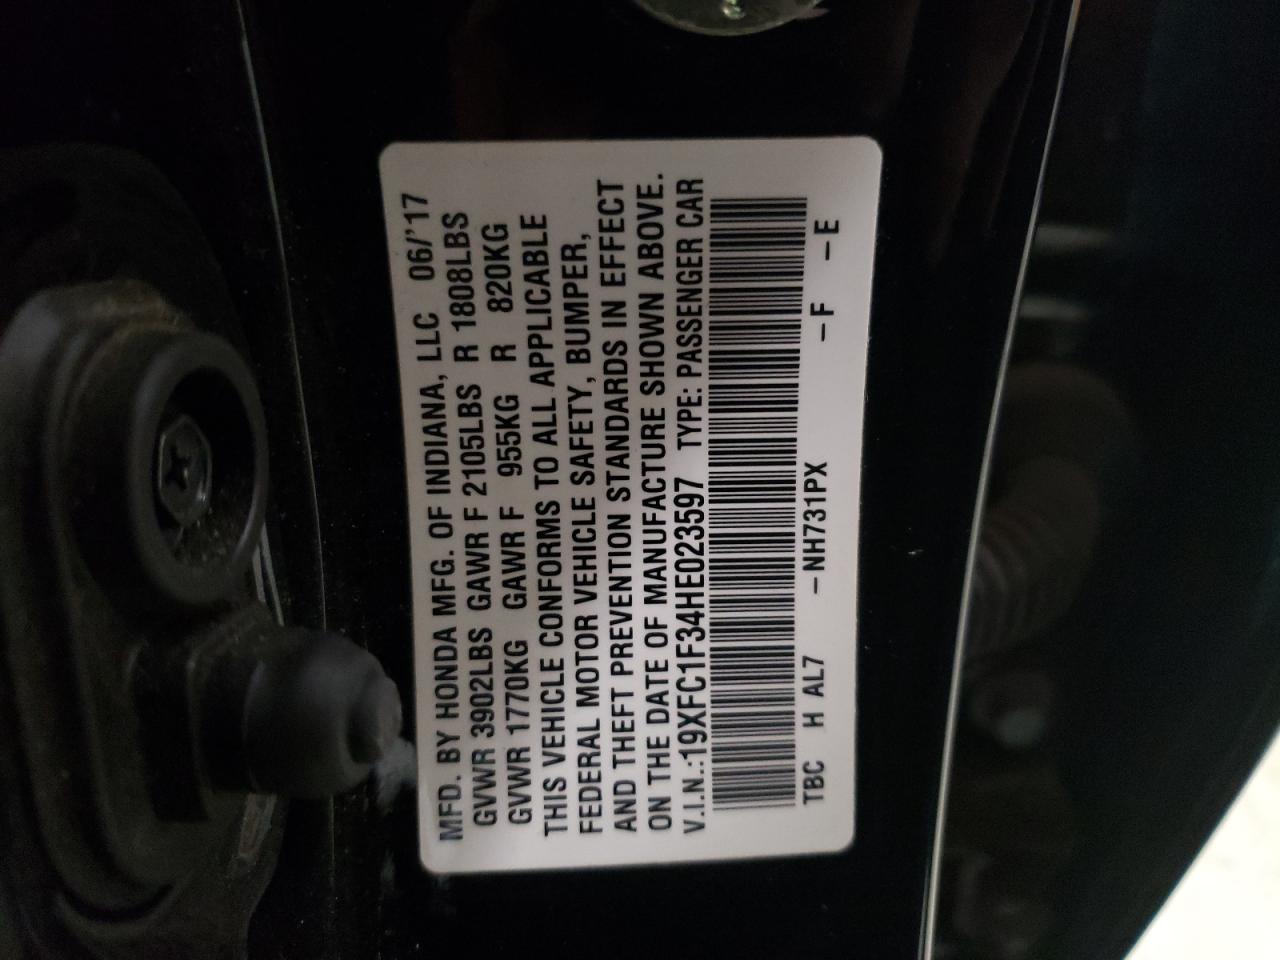 MFD. BY HONDA MFG. OF INDIANA, LLC 06/'17
GVWR 3902LBS GAWR F 2105LBS R 1808LBS
GVWR 1770KG GAWR F 955KG R 820KG
THIS VEHICLE CONFORMS TO ALL APPLICABLE
FEDERAL MOTOR VEHICLE SAFETY, BUMPER,
AND THEFT PREVENTION STANDARDS IN EFFECT
ON THE DATE OF MANUFACTURE SHOWN ABOVE.
V.I.N.:19XFC1F34HE023597 TYPE: PASSENGER CAR
TBC H AL7 -NH731PX -F -E